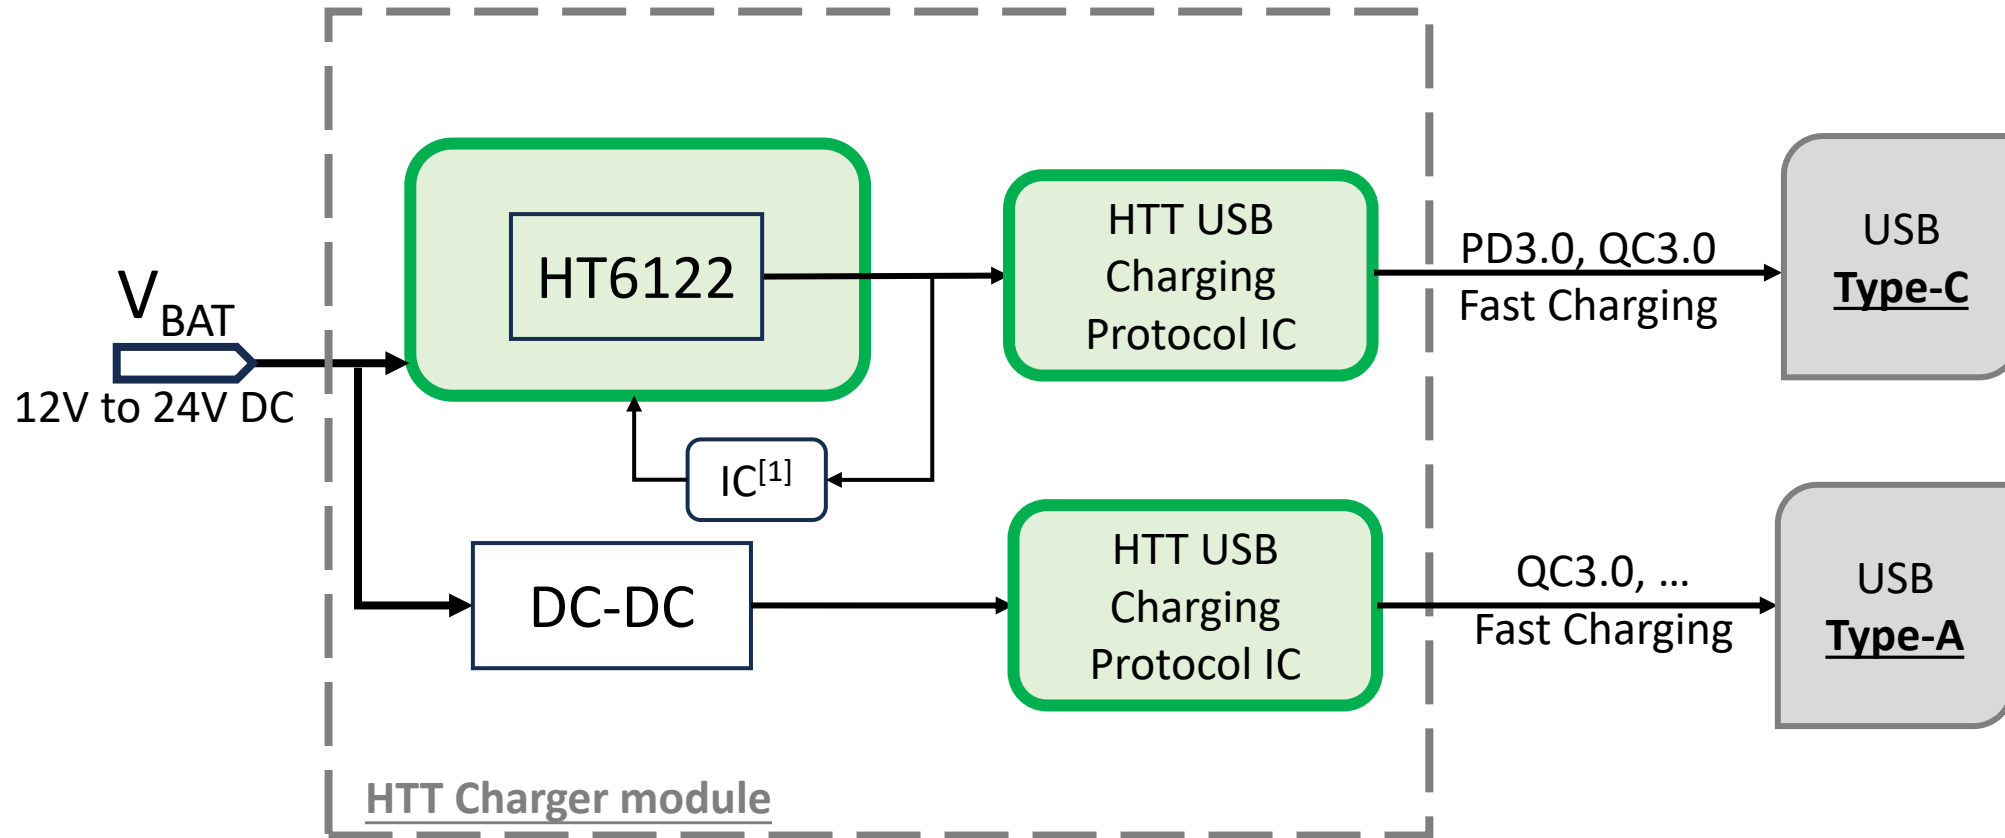 V_BAT
12V to 24V DC
HT6122
IC[1]
DC-DC
HTT USB
Charging
Protocol IC
PD3.0, QC3.0
Fast Charging
USB
Type-C
HTT USB
Charging
Protocol IC
QC3.0, ...
Fast Charging
USB
Type-A
HTT Charger module